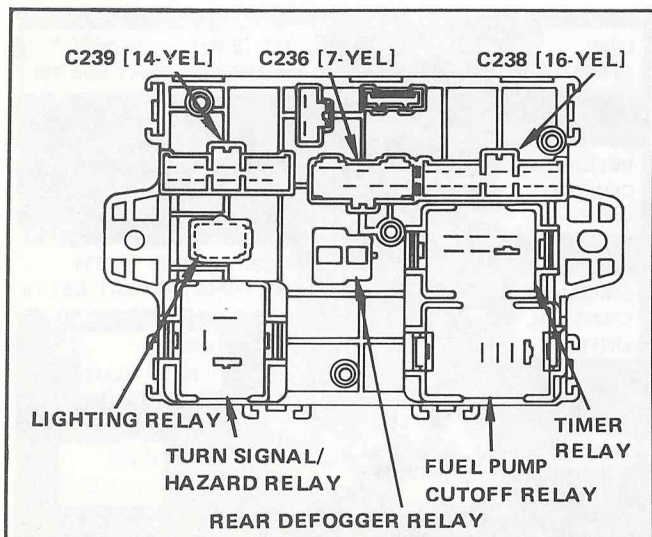 C239 [14-YEL] C236 [7-YEL] C238 [16-YEL]
LIGHTING RELAY
TURN SIGNAL/
HAZARD RELAY
REAR DEFOGGER RELAY
FUEL PUMP
CUTOFF RELAY
TIMER
RELAY